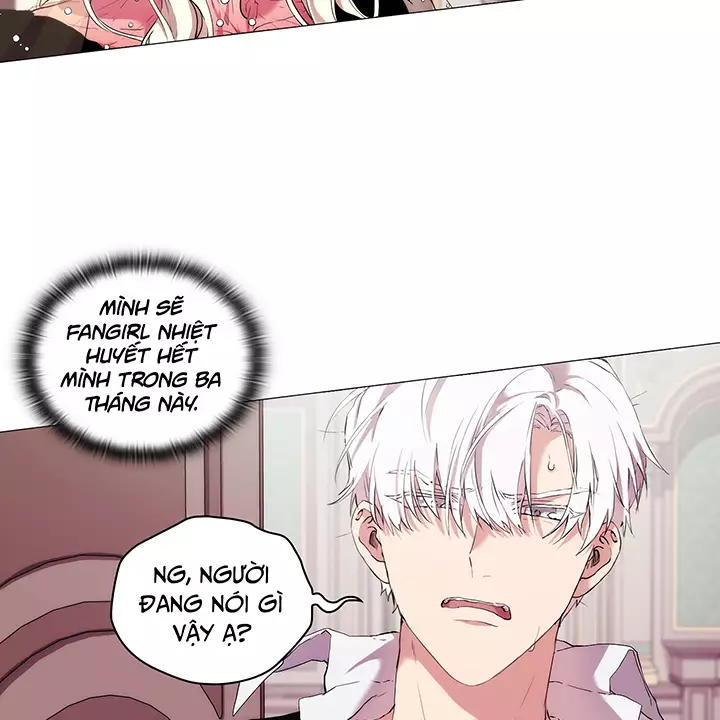 MÌNH SẼ
FANGIRL NHIỆT
HUYẾT HẾT
MÌNH TRONG BA
THÁNG NÀY.
NG, NGƯỜI
ĐANG NÓI GÌ
VẬY Ạ?